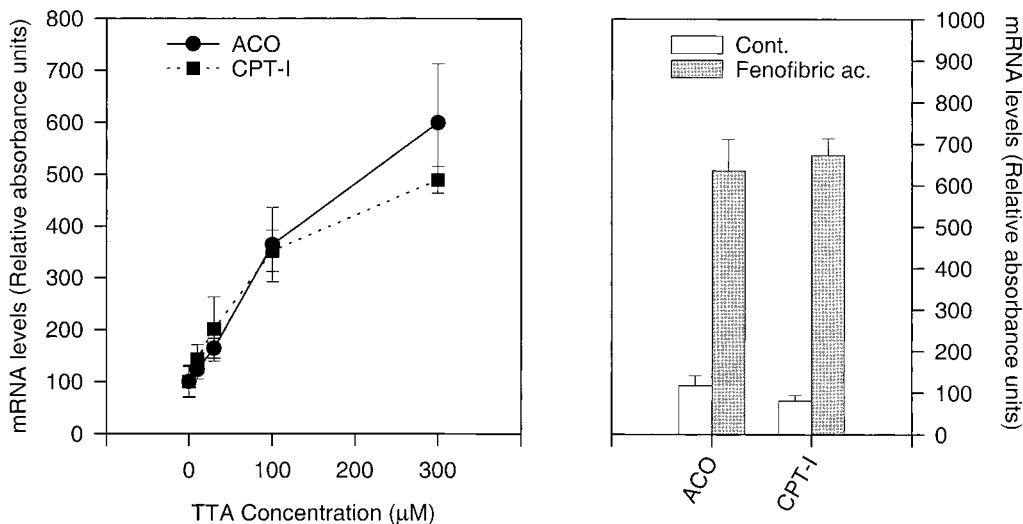 mRNA levels (Relative absorbance units)
800
700
600
500
400
300
200
100
0
ACO
CPT-I
0
100
200
300
TTA Concentration (µM)
Cont.
Fenofibric ac.
ACO
CPT-I
1000
900
800
700
600
500
400
300
200
100
0
mRNA levels (Relative absorbance units)